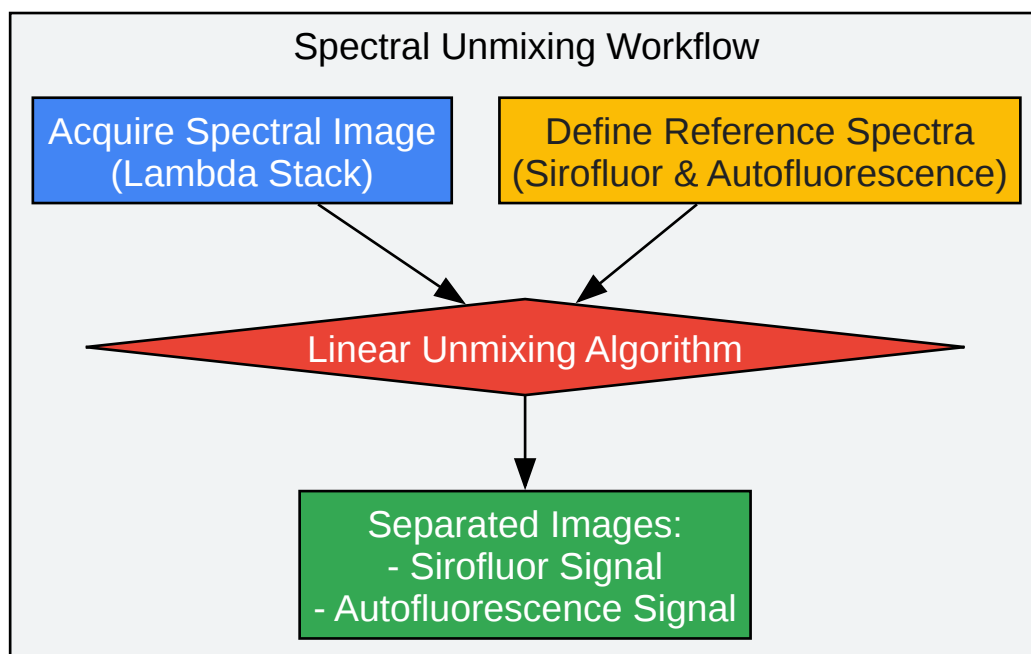 Spectral Unmixing Workflow
Acquire Spectral Image
(Lambda Stack)
Define Reference Spectra
(Sirofluor & Autofluorescence)
Linear Unmixing Algorithm
Separated Images:
- Sirofluor Signal
- Autofluorescence Signal